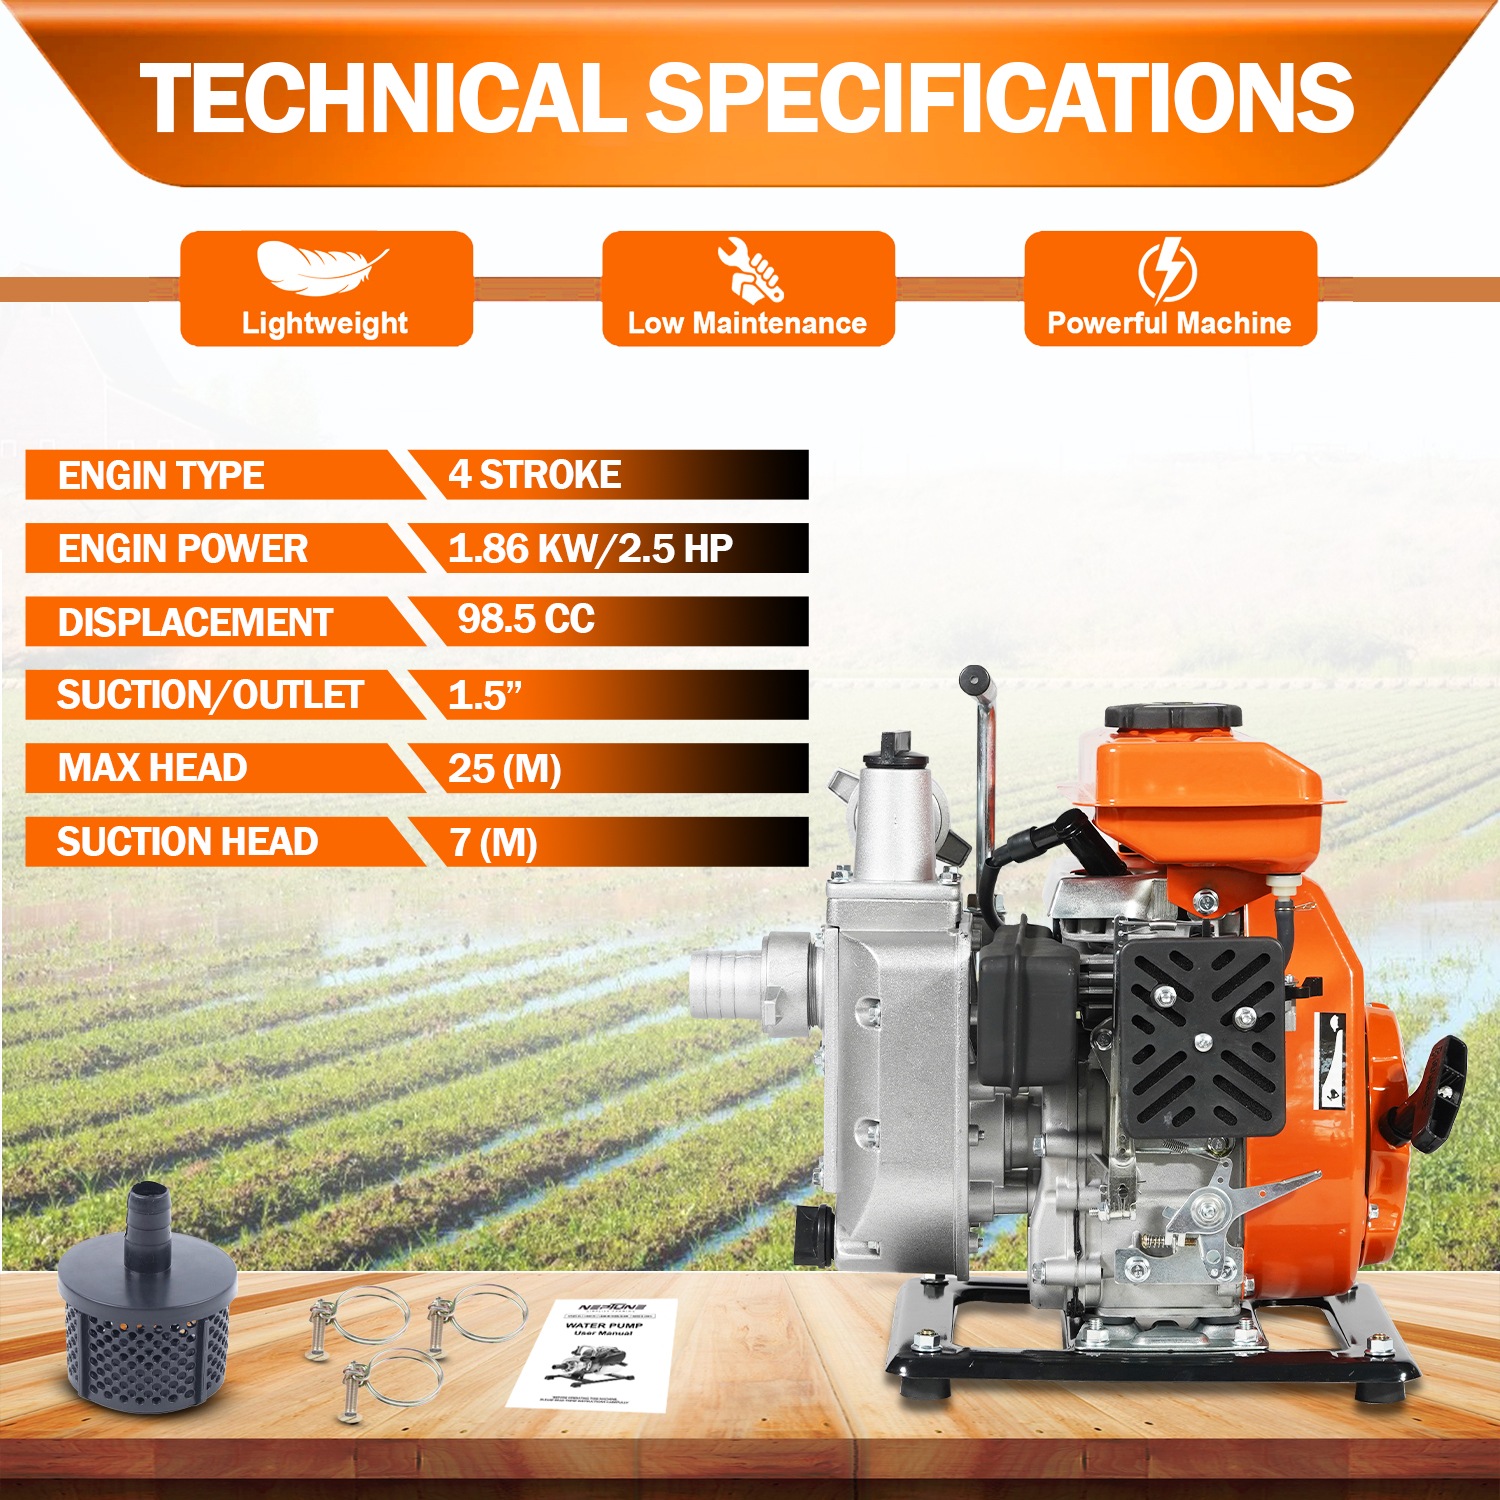 TECHNICAL SPECIFICATIONS
Lightweight
Low Maintenance
Powerful Machine
ENGIN TYPE 4 STROKE
ENGIN POWER 1.86 KW/2.5 HP
DISPLACEMENT 98.5 CC
SUCTION/OUTLET 1.5”
MAX HEAD 25 (M)
SUCTION HEAD 7 (M)
NEPTUNE
WATER PUMP
User Manual